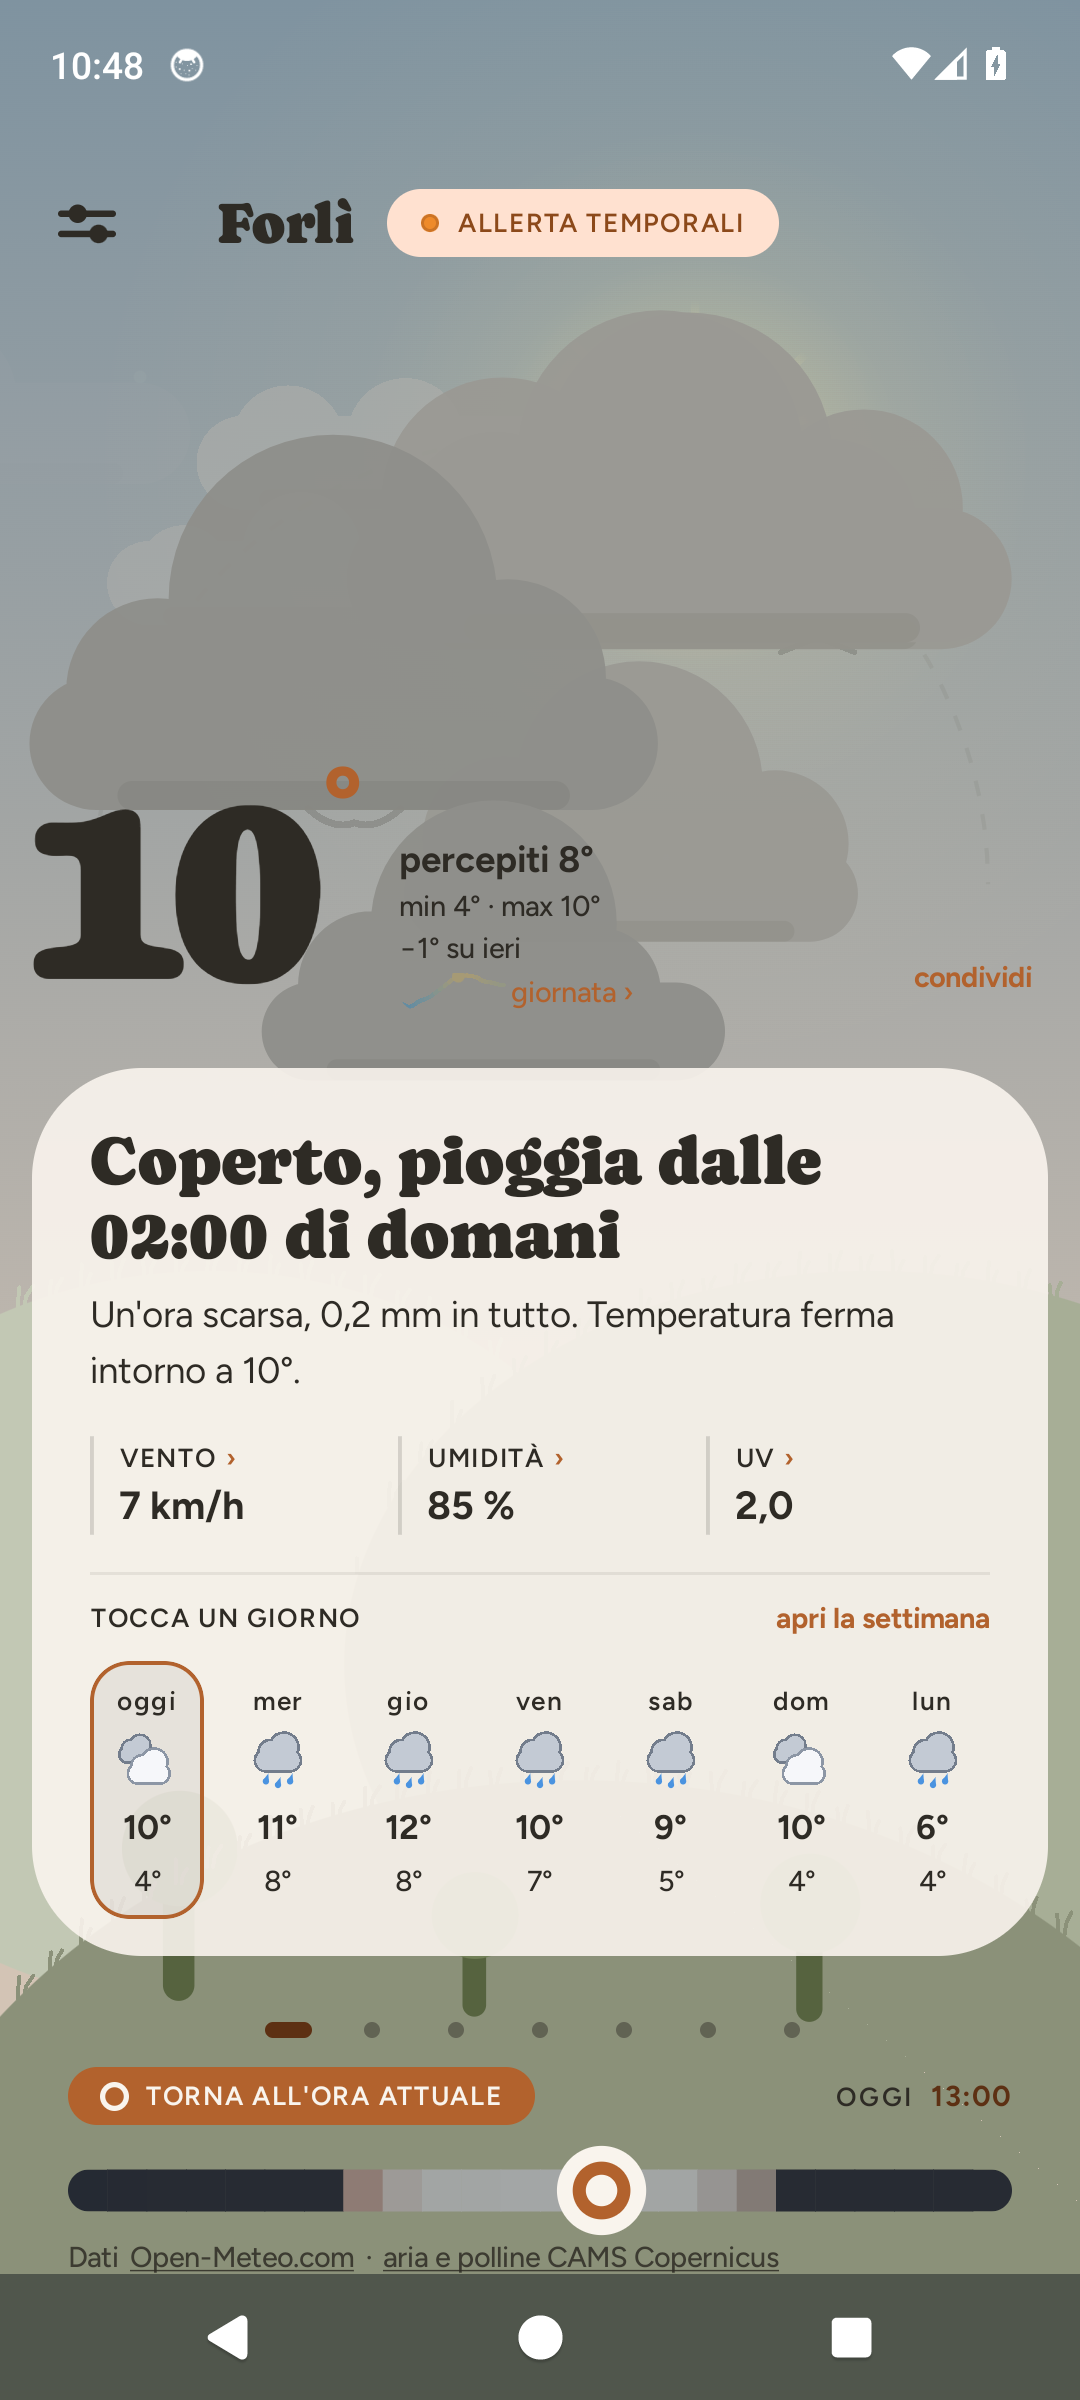 10:48
Forlì
ALLERTA TEMPORALI
10
percepiti 8°
min 4° · max 10°
−1° su ieri
giornata ›
condividi
Coperto, pioggia dalle
02:00 di domani
Un'ora scarsa, 0,2 mm in tutto. Temperatura ferma
intorno a 10°.
VENTO › UMIDITÀ › UV ›
7 km/h 85 % 2,0
TOCCA UN GIORNO apri la settimana
oggi mer gio ven sab dom lun
10° 11° 12° 10° 9° 10° 6°
4° 8° 8° 7° 5° 4° 4°
TORNA ALL'ORA ATTUALE OGGI 13:00
Dati Open-Meteo.com · aria e polline CAMS Copernicus